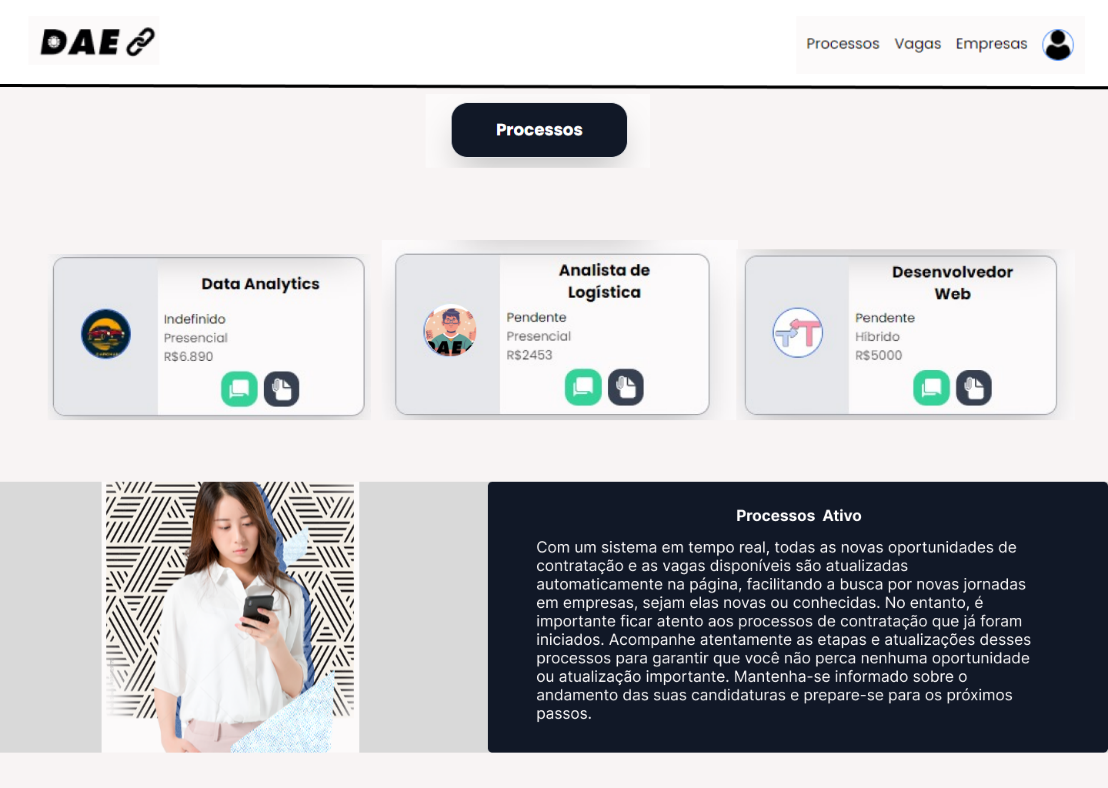 DAE
Processos Vagas Empresas
Processos
Data Analytics
Indefinido
Presencial
R$6.890
Analista de
Logística
Pendente
Presencial
R$2453
DAE
Desenvolvedor
Web
Pendente
Híbrido
R$5000
Processos Ativo
Com um sistema em tempo real, todas as novas oportunidades de
contratação e as vagas disponíveis são atualizadas
automaticamente na página, facilitando a busca por novas jornadas
em empresas, sejam elas novas ou conhecidas. No entanto, é
importante ficar atento aos processos de contratação que já foram
iniciados. Acompanhe atentamente as etapas e atualizações desses
processos para garantir que você não perca nenhuma oportunidade
ou atualização importante. Mantenha-se informado sobre o
andamento das suas candidaturas e prepare-se para os próximos
passos.